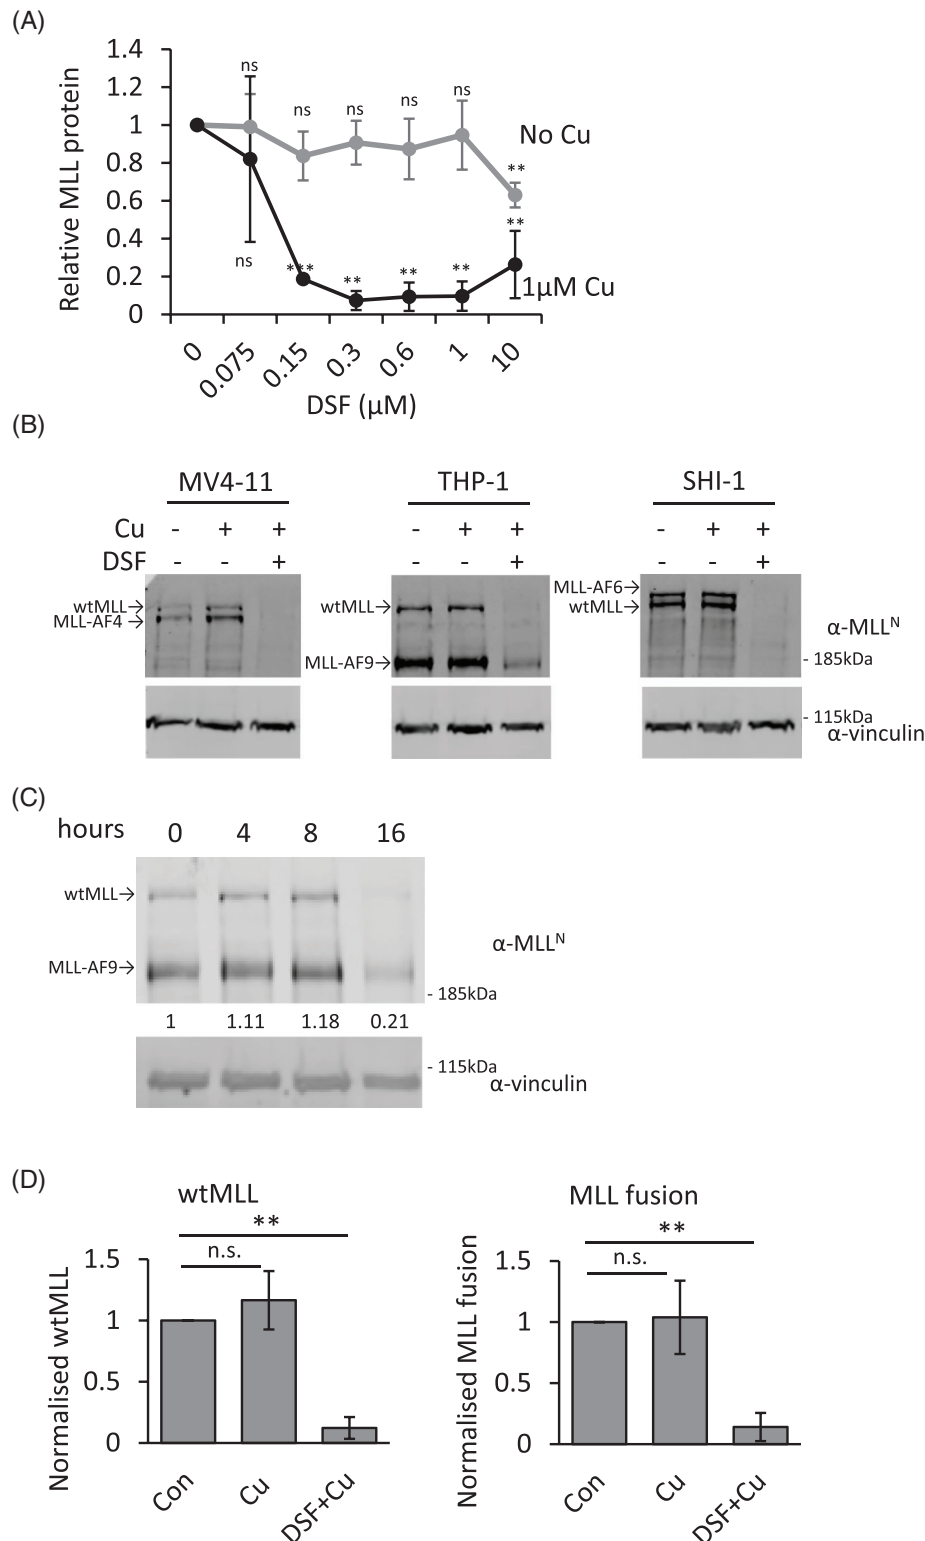 (A)
1.4
1.2
1
0.8
0.6
0.4
0.2
0
Relative MLL protein
ns
ns
ns
ns
ns
**
No Cu
ns
***
**
**
**
**
1µM Cu
0
0.075
0.15
0.3
0.6
1
10
DSF (µM)
(B)
MV4-11
THP-1
SHI-1
Cu - + + - + + - + +
DSF - - + - - + - - +
wtMLL→
MLL-AF4→
wtMLL→
MLL-AF9→
MLL-AF6→
wtMLL→
α-MLLᴺ
- 185kDa
- 115kDa
α-vinculin
(C)
hours 0 4 8 16
wtMLL→
MLL-AF9→
α-MLLᴺ
- 185kDa
1 1.11 1.18 0.21
- 115kDa
α-vinculin
(D)
wtMLL
**
n.s.
1.5
1
0.5
0
Normalised wtMLL
Con
Cu
DSF+Cu
MLL fusion
**
n.s.
1.5
1
0.5
0
Normalised MLL fusion
Con
Cu
DSF+Cu